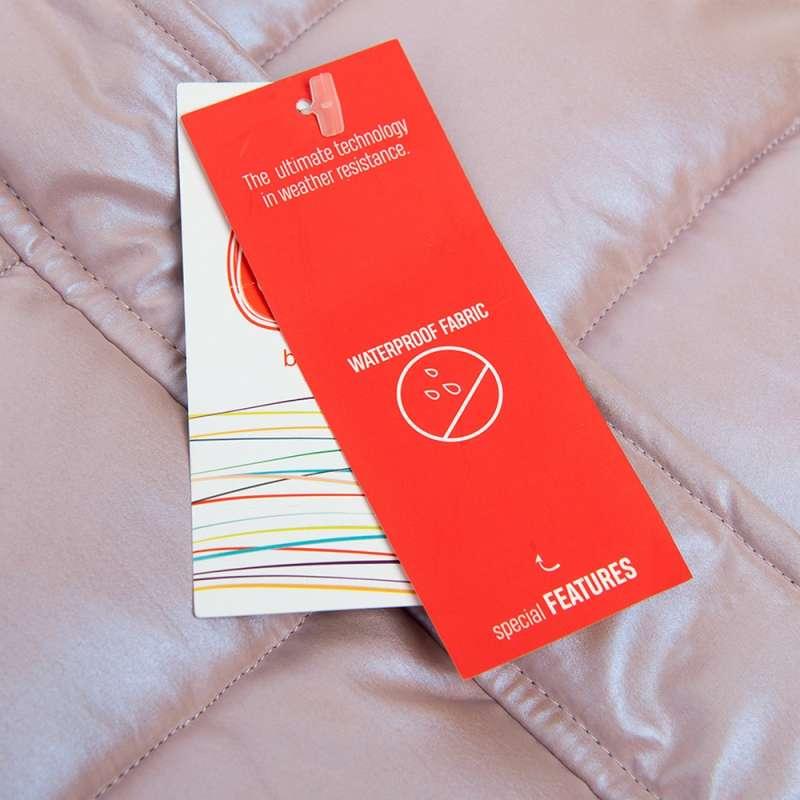 The ultimate technology
in weather resistance.
WATERPROOF FABRIC
special FEATURES